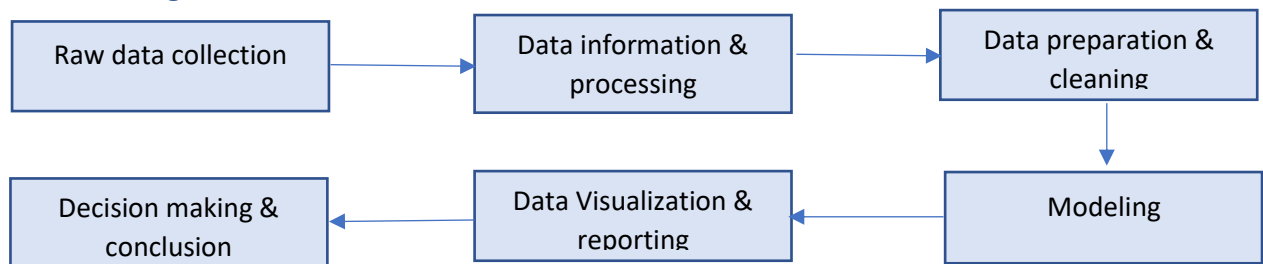 Raw data collection
Data information &
processing
Data preparation &
cleaning
Decision making &
conclusion
Data Visualization &
reporting
Modeling